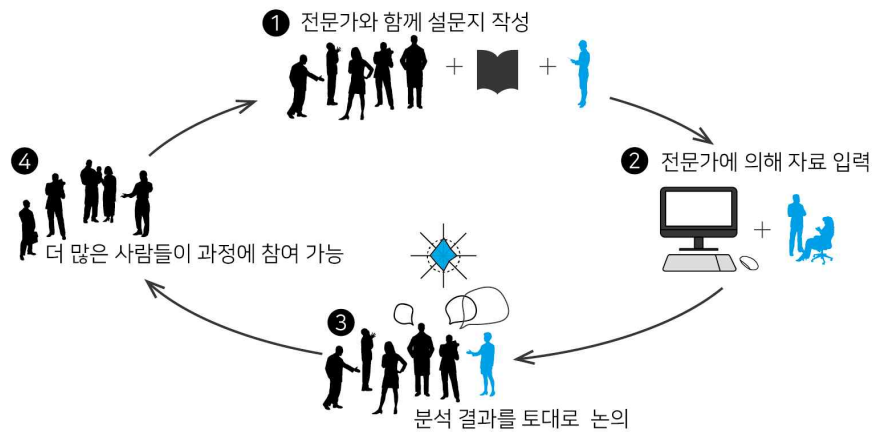 ❶ 전문가와 함께 설문지 작성
❷ 전문가에 의해 자료 입력
❹
더 많은 사람들이 과정에 참여 가능
❸
분석 결과를 토대로 논의